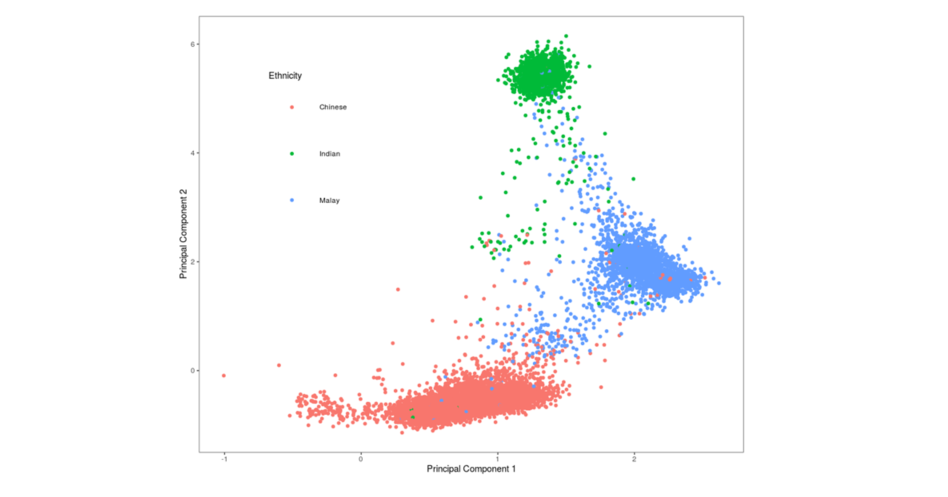 6
Ethnicity
Chinese
4
Indian
Malay
Principal Component 2
2
0
-1
0
1
2
Principal Component 1